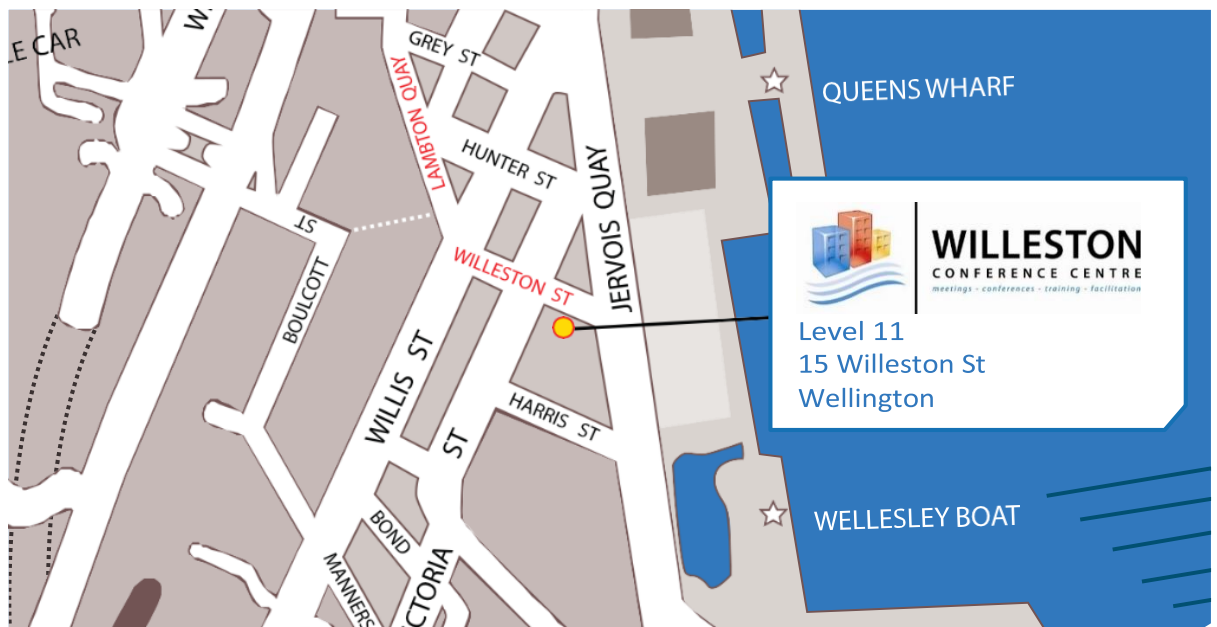 LE CAR
W
GREY ST
LAMBTON QUAY
QUEENS WHARF
HUNTER ST
JERVOIS QUAY
ST
BOULCOTT
WILLESTON ST
WILLESTON
CONFERENCE CENTRE
meetings - conferences - training - facilitation
Level 11
15 Willeston St
Wellington
WILLIS ST
HARRIS ST
ST
BOND
MANNERS
CTORIA
WELLESLEY BOAT